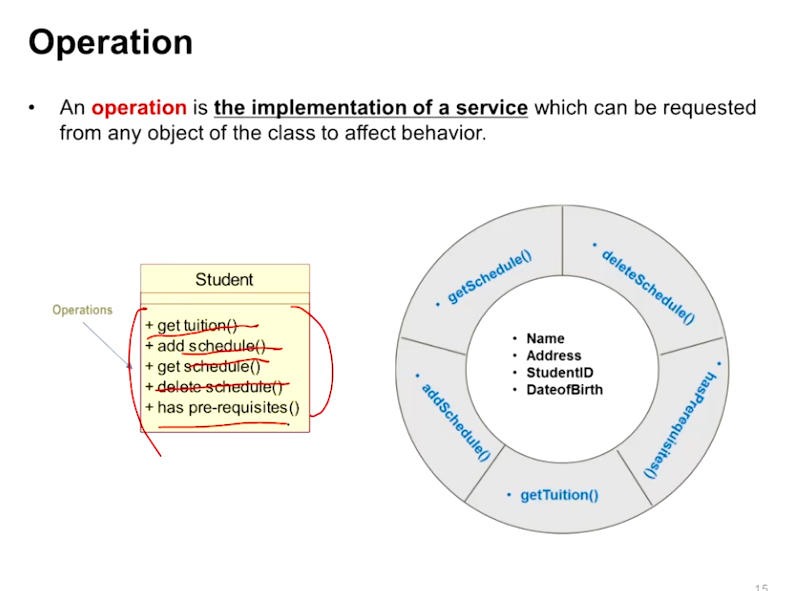 Operation
• An operation is the implementation of a service which can be requested
from any object of the class to affect behavior.
Operations
Student
+ get tuition()
+ add schedule()
+ get schedule()
+ delete schedule()
+ has pre-requisites()
• getSchedule()
• deleteSchedule()
• addSchedule()
• hasPrerequisites()
• getTuition()
• Name
• Address
• StudentID
• DateofBirth
15